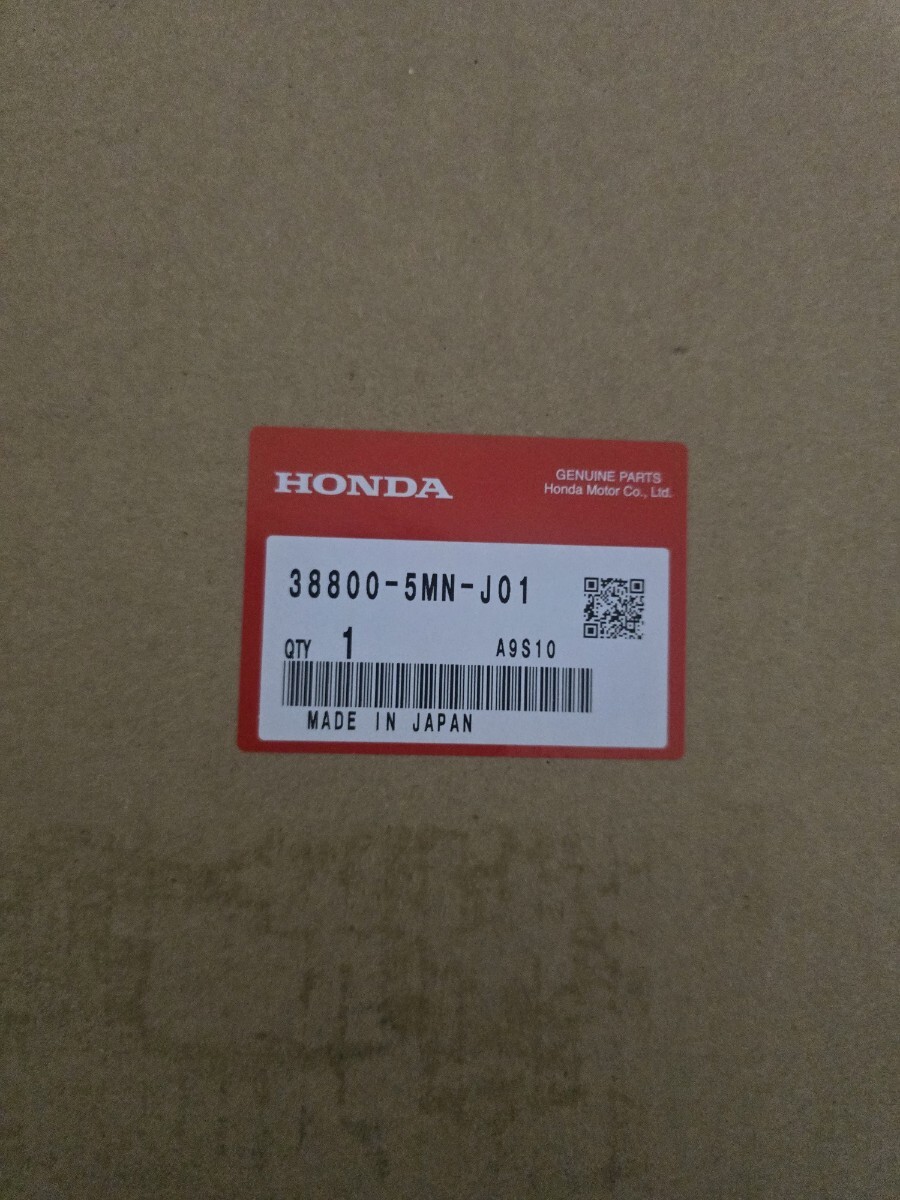 HONDA
GENUINE PARTS
Honda Motor Co., Ltd.
38800-5MN-J01
QTY 1 A9S10
MADE IN JAPAN